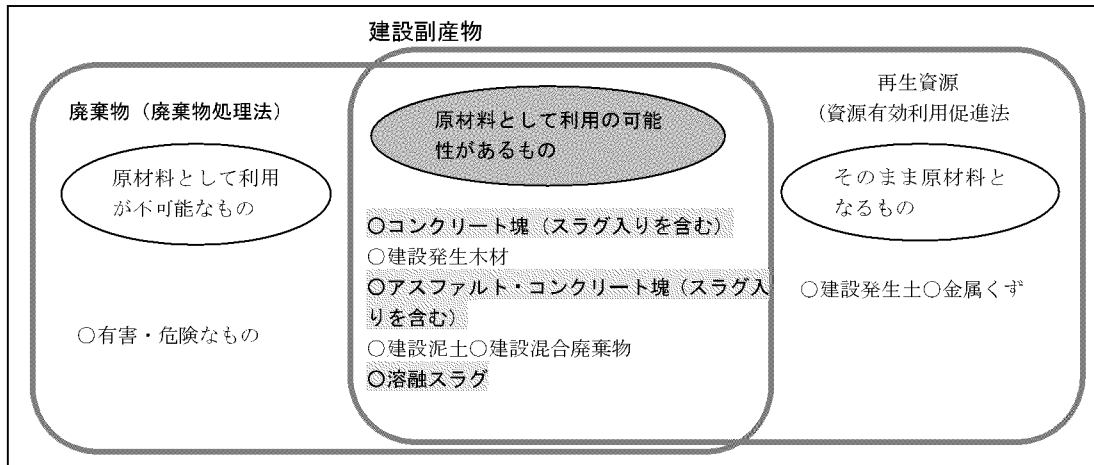 建設副産物
廃棄物（廃棄物処理法）
原材料として利用
が不可能なもの
○有害・危険なもの
原材料として利用の可能
性があるもの
○コンクリート塊（スラグ入りを含む）
○建設発生木材
○アスファルト・コンクリート塊（スラグ入
りを含む）
○建設泥土○建設混合廃棄物
○溶融スラグ
再生資源
(資源有効利用促進法
そのまま原材料と
なるもの
○建設発生土○金属くず